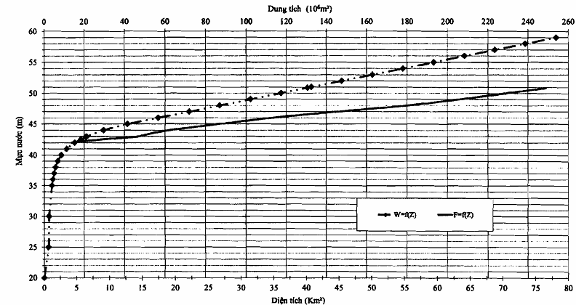 Dung tích (10⁶m³)
0 20 40 60 80 100 120 140 160 180 200 220 240 260
60
55
50
45
40
35
30
25
20
Mực nước (m)
W=f(Z) F=f(Z)
0 5 10 15 20 25 30 35 40 45 50 55 60 65 70 75 80
Diện tích (Km²)